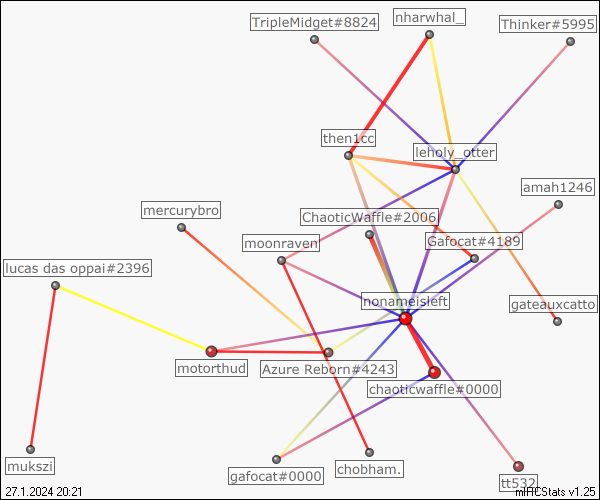 nharwhal_
TripleMidget#8824
Thinker#5995
then1cc
leholy_otter
amah1246
mercurybro
ChaoticWaffle#2006
moonraven
Gafocat#4189
lucas das oppai#2396
nonameisleft
gateauxcatto
motorthud
Azure Reborn#4243
chaoticwaffle#0000
mukszi
gafocat#0000
chobham.
tt532
27.1.2024 20:21
mIRCStats v1.25